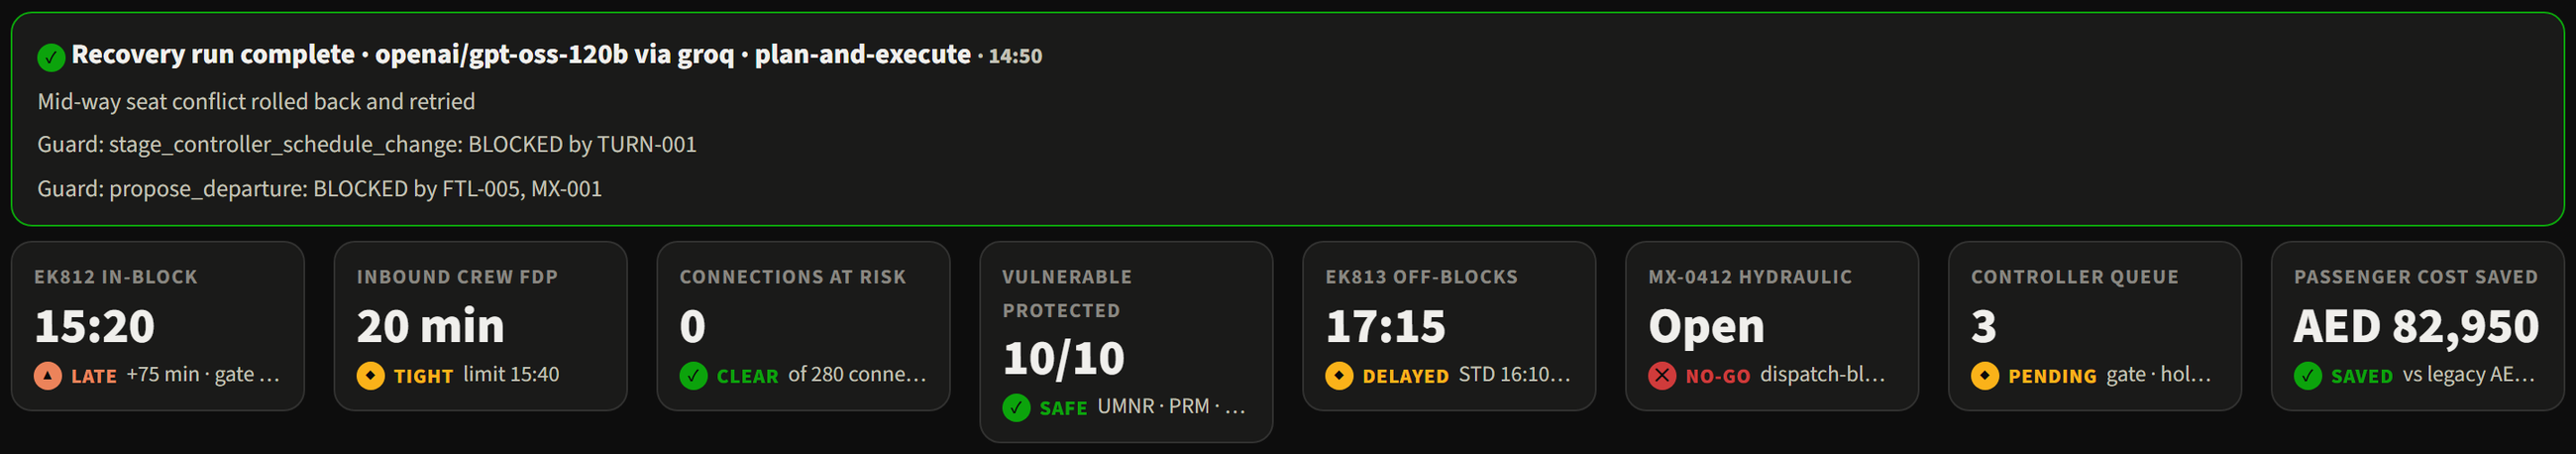 Recovery run complete · openai/gpt-oss-120b via groq · plan-and-execute · 14:50
Mid-way seat conflict rolled back and retried
Guard: stage_controller_schedule_change: BLOCKED by TURN-001
Guard: propose_departure: BLOCKED by FTL-005, MX-001
EK812 IN-BLOCK
15:20
LATE +75 min · gate ...
INBOUND CREW FDP
20 min
TIGHT limit 15:40
CONNECTIONS AT RISK
0
CLEAR of 280 conne...
VULNERABLE
PROTECTED
10/10
SAFE UMNR · PRM · ...
EK813 OFF-BLOCKS
17:15
DELAYED STD 16:10...
MX-0412 HYDRAULIC
Open
NO-GO dispatch-bl...
CONTROLLER QUEUE
3
PENDING gate · hol...
PASSENGER COST SAVED
AED 82,950
SAVED vs legacy AE...